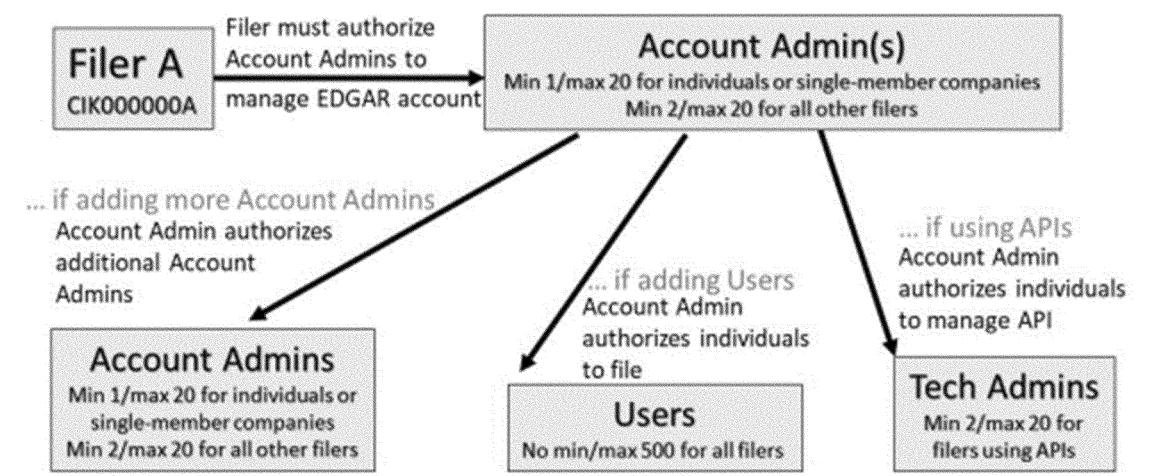 Filer A
CIK000000A
Filer must authorize
Account Admins to
manage EDGAR account
Account Admin(s)
Min 1/max 20 for individuals or single-member companies
Min 2/max 20 for all other filers
... if adding more Account Admins
Account Admin authorizes
additional Account
Admins
... if adding Users
Account Admin
authorizes individuals
to file
... if using APIs
Account Admin
authorizes individuals
to manage API
Account Admins
Min 1/max 20 for individuals or
single-member companies
Min 2/max 20 for all other filers
Users
No min/max 500 for all filers
Tech Admins
Min 2/max 20 for
filers using APIs